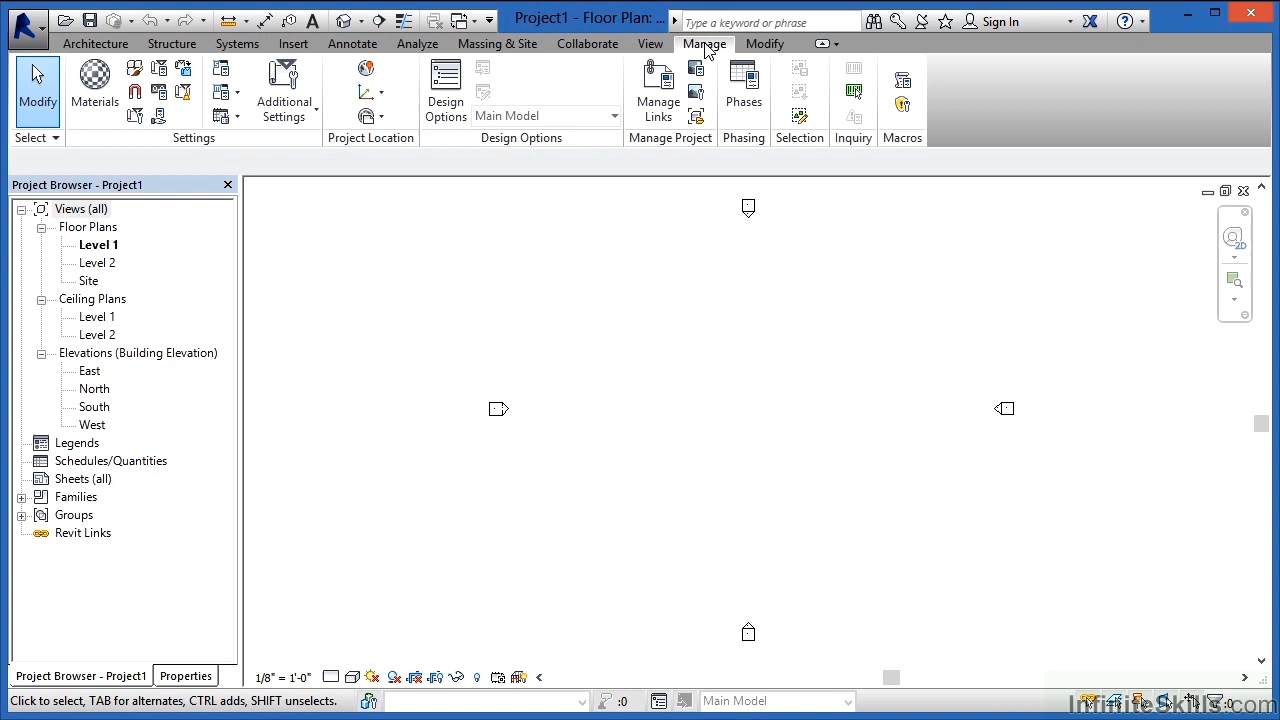 Project1 - Floor Plan: ...
Type a keyword or phrase
Sign In
Architecture
Structure
Systems
Insert
Annotate
Analyze
Massing & Site
Collaborate
View
Manage
Modify
Modify
Materials
Additional
Settings
Design
Options
Main Model
Manage
Links
Phases
Select
Settings
Project Location
Design Options
Manage Project
Phasing
Selection
Inquiry
Macros
Project Browser - Project1
Views (all)
Floor Plans
Level 1
Level 2
Site
Ceiling Plans
Level 1
Level 2
Elevations (Building Elevation)
East
North
South
West
Legends
Schedules/Quantities
Sheets (all)
Families
Groups
Revit Links
2D
Project Browser - Project1
Properties
1/8" = 1'-0"
Click to select, TAB for alternates, CTRL adds, SHIFT unselects.
:0
Main Model
:0
InfiniteSkills.com